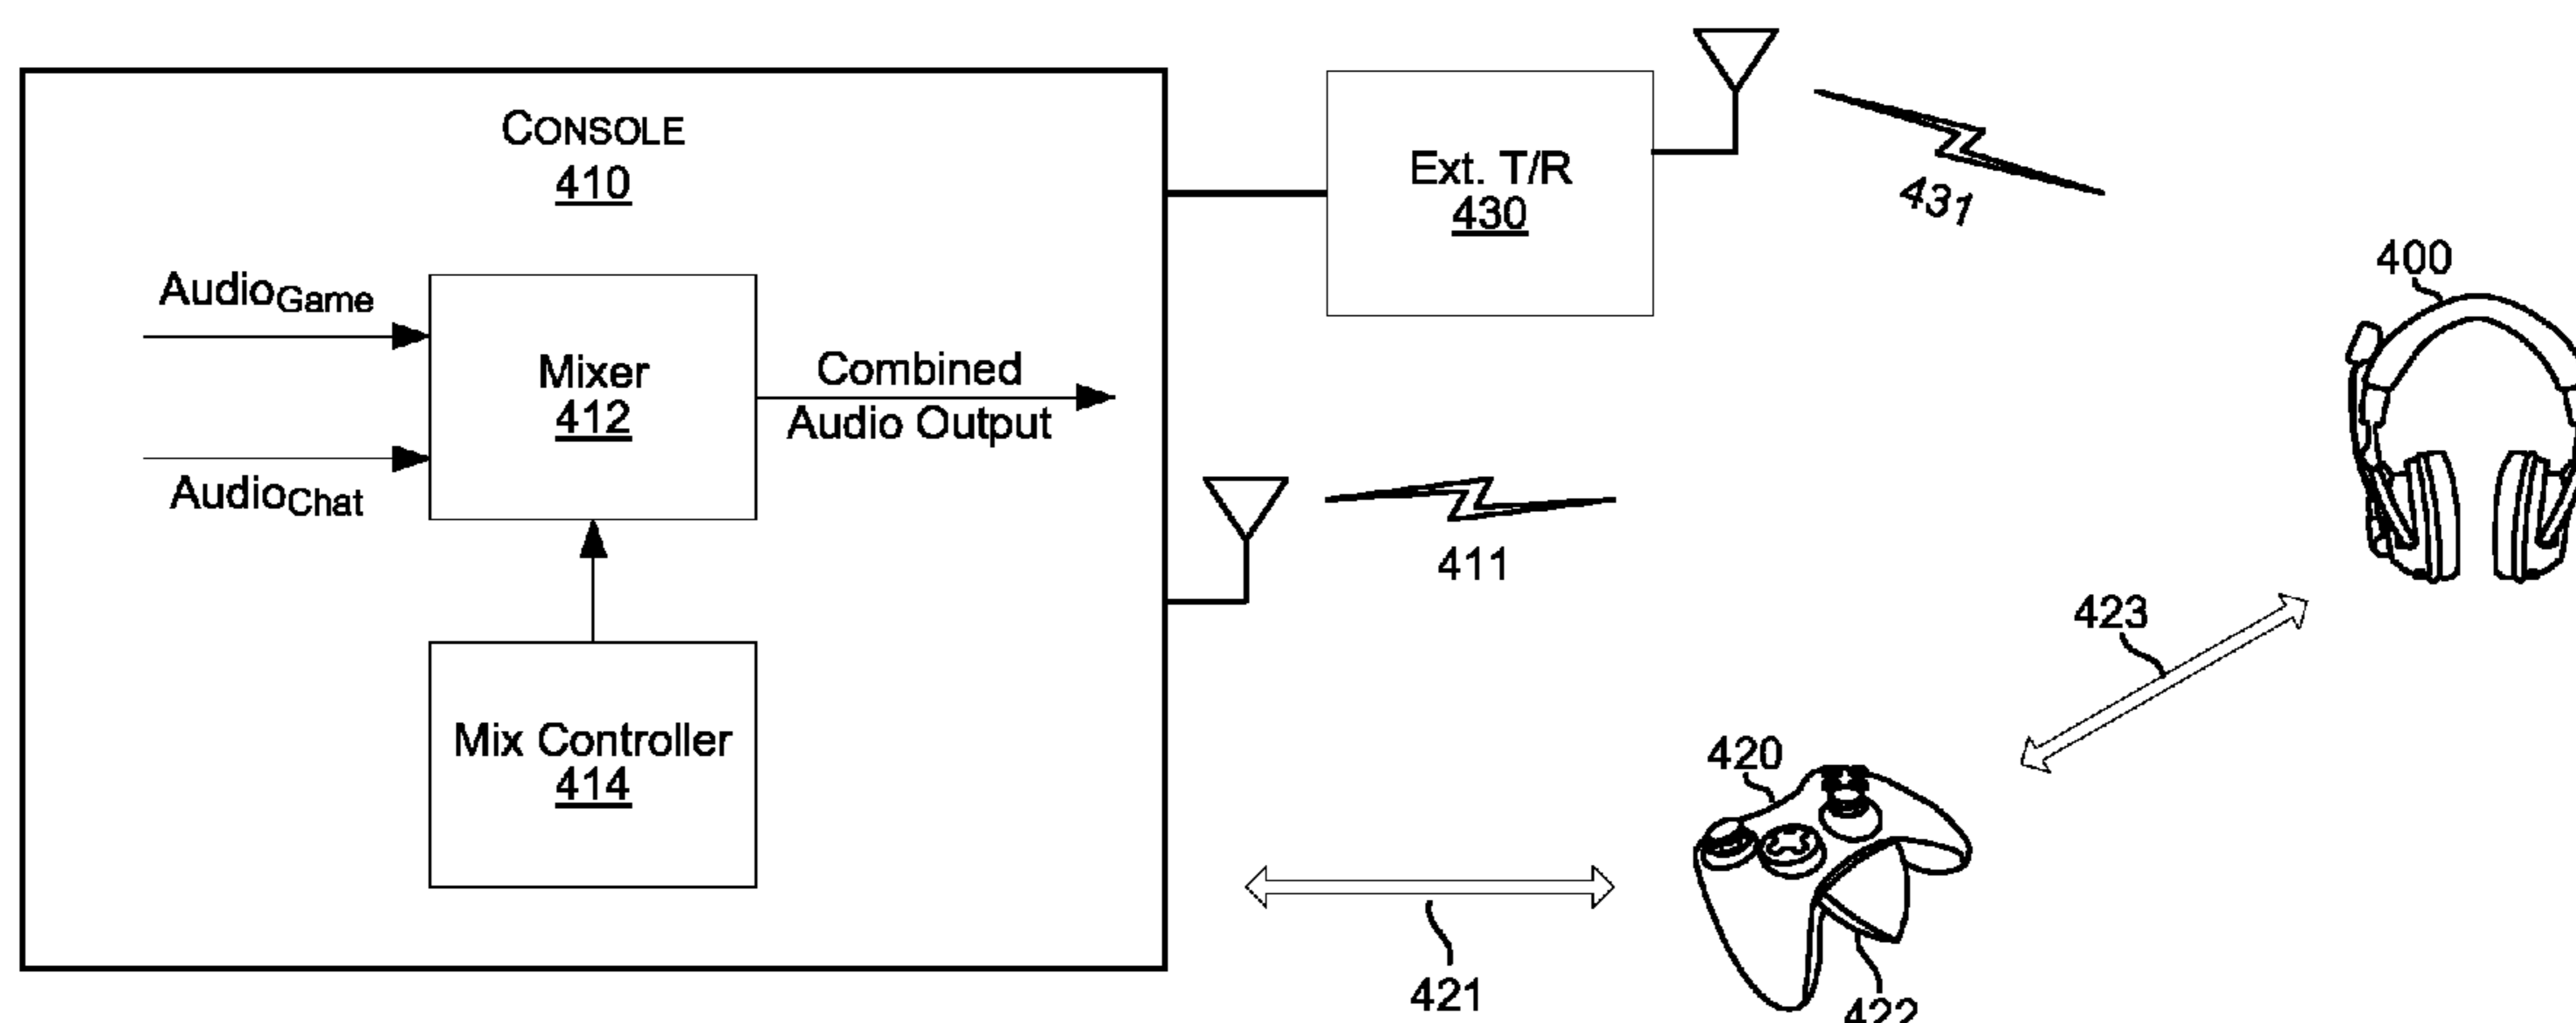 CONSOLE
410
AudioGame
AudioChat
Mixer
412
Combined
Audio Output
Mix Controller
414
Ext. T/R
430
431
411
400
423
420
421
422